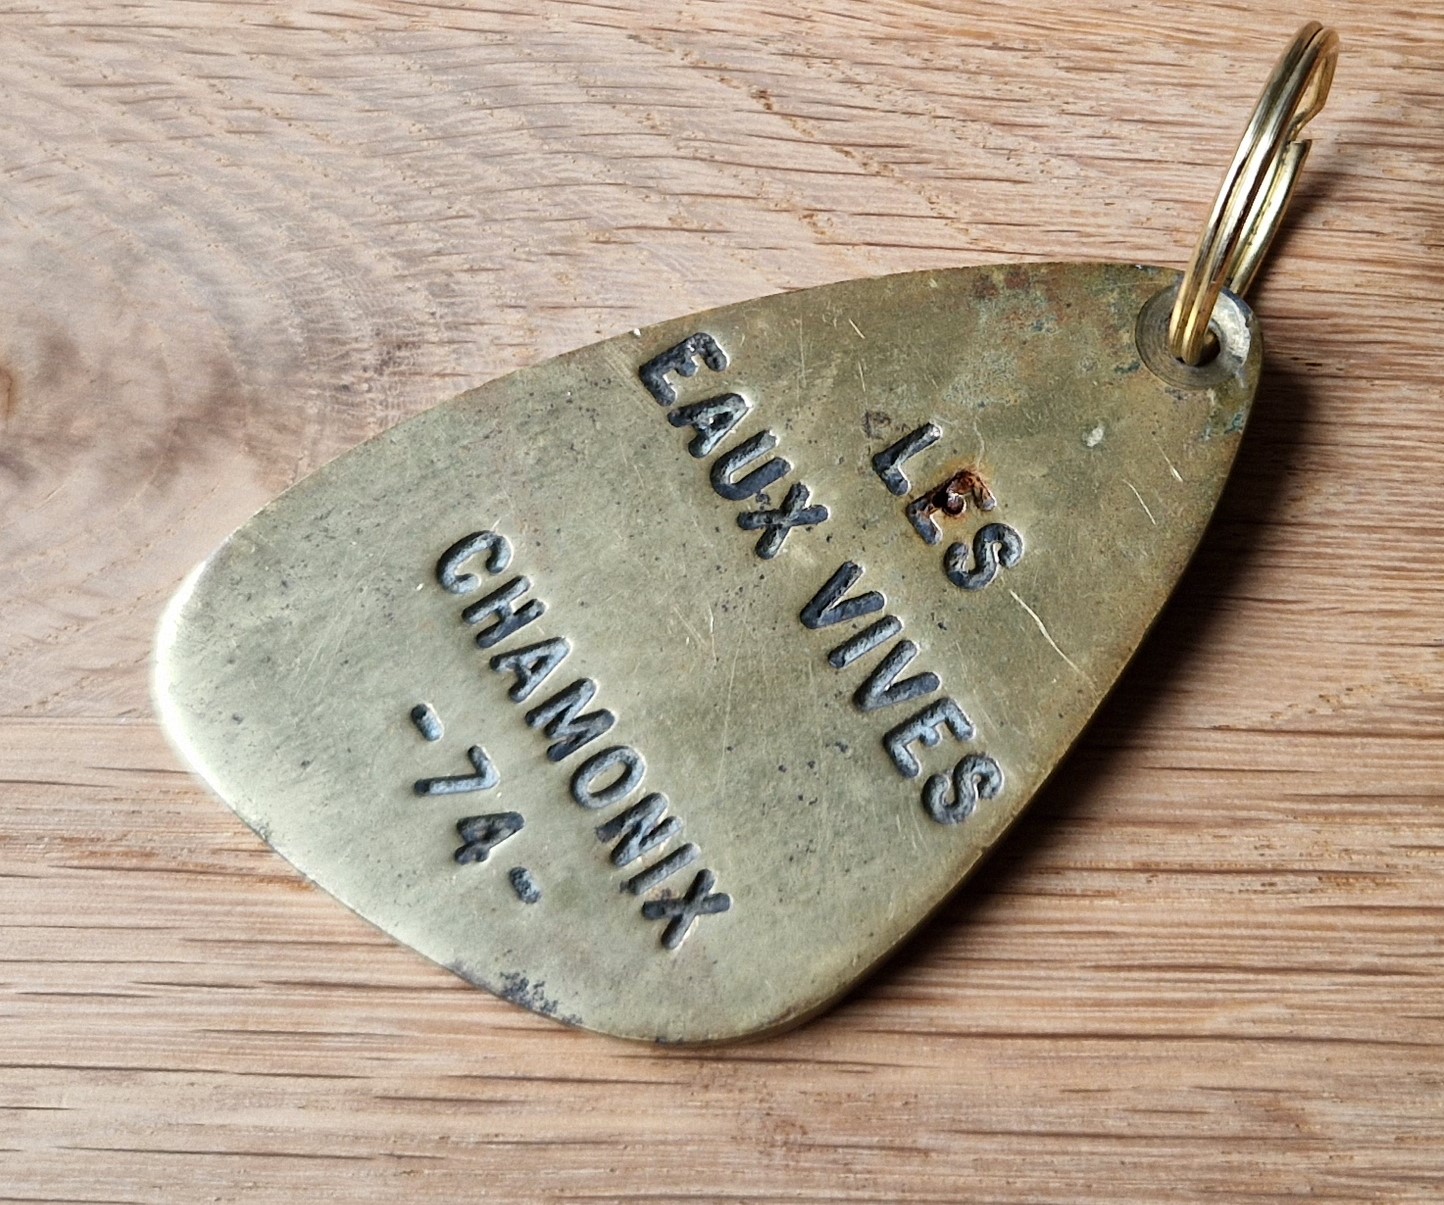 LES
EAUX VIVES
CHAMONIX
-74-